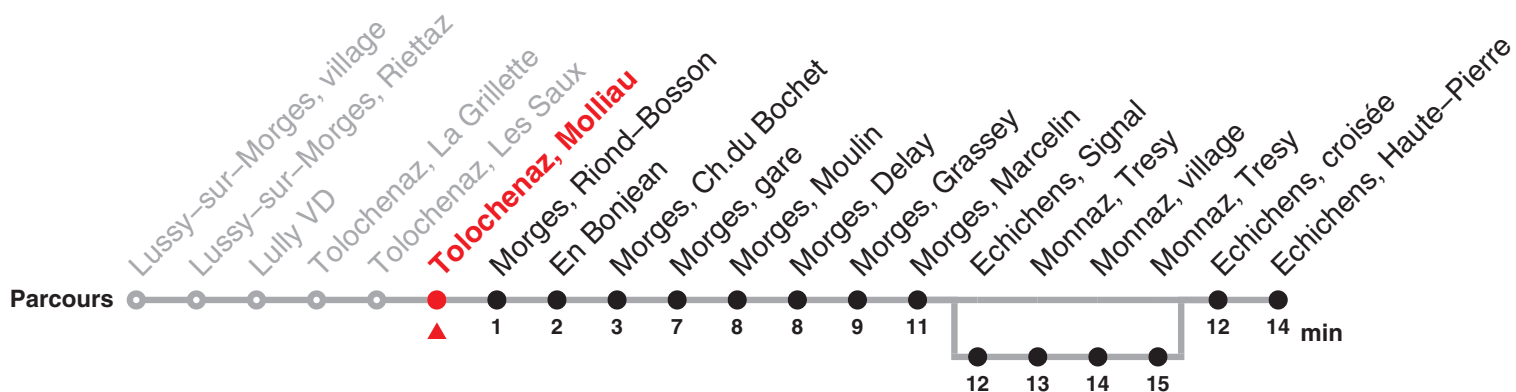 Lussy–sur–Morges, village
Lussy–sur–Morges, Riettaz
Lully VD
Tolochenaz, La Grillette
Tolochenaz, Les Saux
Tolochenaz, Molliau
Morges, Riond–Bosson
En Bonjean
Morges, Ch.du Bochet
Morges, gare
Morges, Moulin
Morges, Delay
Morges, Grassey
Morges, Marcelin
Echichens, Signal
Monnaz, Tresy
Monnaz, village
Monnaz, Tresy
Echichens, croisée
Echichens, Haute–Pierre
Parcours
1 2 3 7 8 8 9 11 12 14 min
12 13 14 15